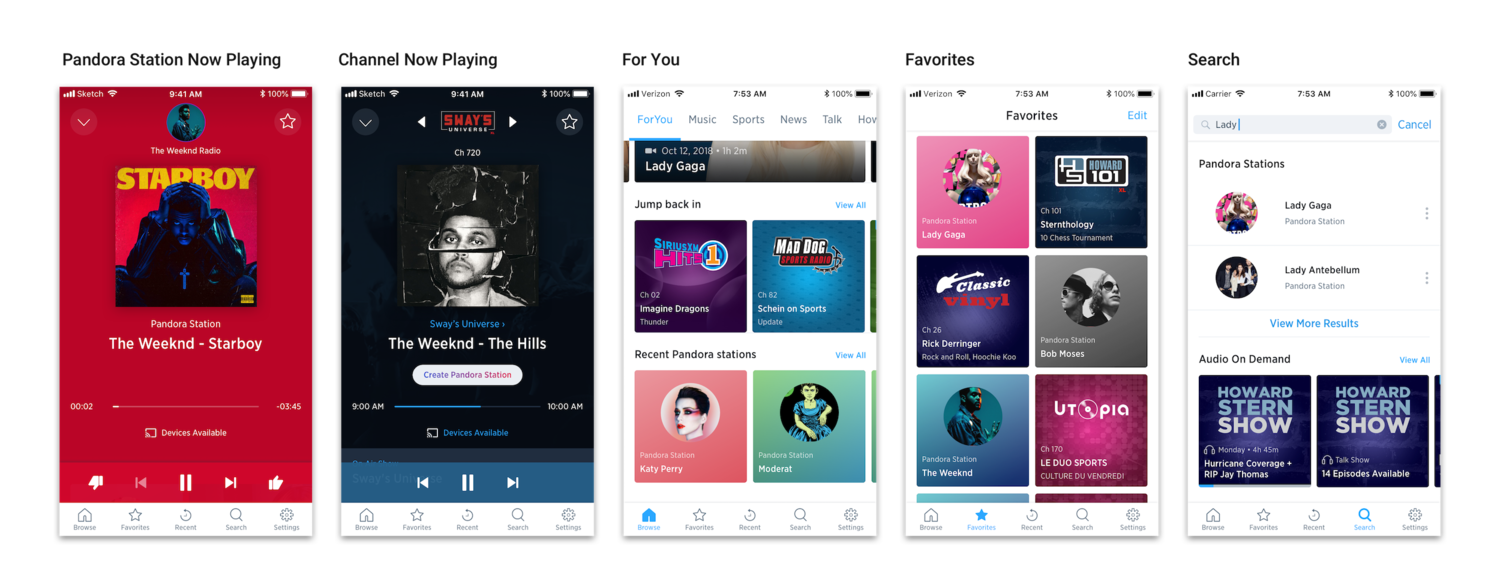 Pandora Station Now Playing
Sketch 9:41 AM 100%
The Weeknd Radio
STARBOY
Pandora Station
The Weeknd - Starboy
00:02 -03:45
Devices Available
Browse Favorites Recent Search Settings
Channel Now Playing
Sketch 9:41 AM 100%
SWAY'S
UNIVERSE
Ch 720
Sway's Universe ›
The Weeknd - The Hills
Create Pandora Station
9:00 AM 10:00 AM
Devices Available
Sway's Universe
Browse Favorites Recent Search Settings
For You
Verizon 7:53 AM 100%
ForYou Music Sports News Talk How
Oct 12, 2018 • 1h 2m
Lady Gaga
Jump back in View All
SiriusXM
Hits 1
Ch 02
Imagine Dragons
Thunder
MAD DOG
SPORTS RADIO
Ch 82
Schein on Sports
Update
Recent Pandora stations View All
Pandora Station
Katy Perry
Pandora Station
Moderat
Browse Favorites Recent Search Settings
Favorites
Verizon 7:53 AM 100%
Favorites Edit
Pandora Station
Lady Gaga
HOWARD
101
Ch 101
Sternthology
10 Chess Tournament
Classic
vinyl
Ch 26
Rick Derringer
Rock and Roll, Hoochie Koo
Pandora Station
Bob Moses
Pandora Station
The Weeknd
UTOPIA
Ch 170
LE DUO SPORTS
CULTURE DU VENDREDI
Browse Favorites Recent Search Settings
Search
Carrier 7:53 AM 100%
Lady Cancel
Pandora Stations
Lady Gaga
Pandora Station
Lady Antebellum
Pandora Station
View More Results
Audio On Demand View All
HOWARD
STERN
SHOW
Monday • 4h 45m
Hurricane Coverage +
RIP Jay Thomas
HOWARD
STERN
SHOW
Talk Show
14 Episodes Available
Browse Favorites Recent Search Settings